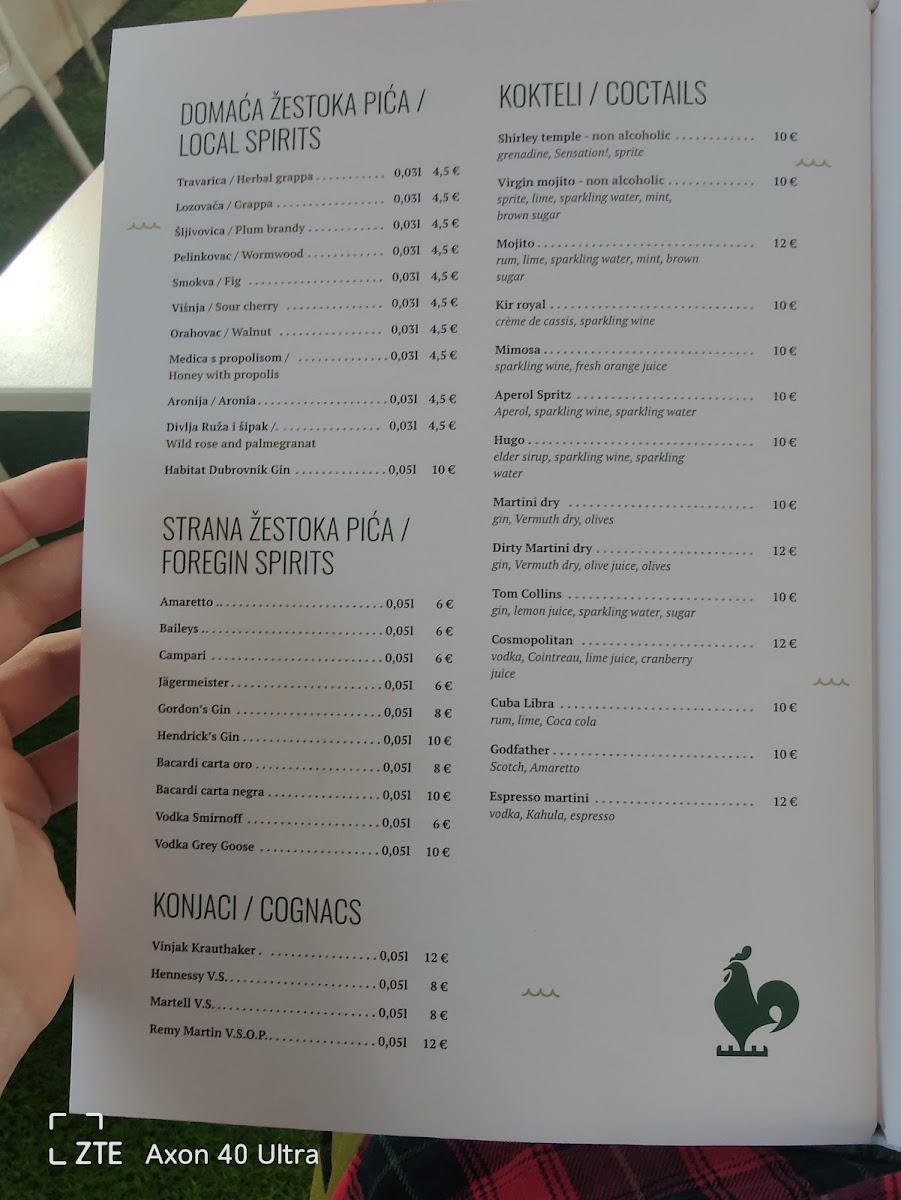 DOMAĆA ŽESTOKA PIĆA /
LOCAL SPIRITS
Travarica / Herbal grappa ........... 0,03l 4,5 €
Lozovača / Grappa .................. 0,03l 4,5 €
Šljivovica / Plum brandy ............. 0,03l 4,5 €
Pelinkovac / Wormwood ............. 0,03l 4,5 €
Smokva / Fig ...................... 0,03l 4,5 €
Višnja / Sour cherry ................ 0,03l 4,5 €
Orahovac / Walnut ................. 0,03l 4,5 €
Medica s propolisom / ..............0,03l 4,5 €
Honey with propolis
Aronija / Aronia.....................0,03l 4,5 €
Divlja Ruža i šipak /................. 0,03l 4,5 €
Wild rose and palmegranat
Habitat Dubrovnik Gin ..............0,05l 10 €
STRANA ŽESTOKA PIĆA /
FOREGIN SPIRITS
Amaretto ...........................0,05l 6 €
Baileys .............................0,05l 6 €
Campari ............................0,05l 6 €
Jägermeister........................0,05l 6 €
Gordon's Gin .......................0,05l 8 €
Hendrick's Gin......................0,05l 10 €
Bacardi carta oro ....................0,05l 8 €
Bacardi carta negra ..................0,05l 10 €
Vodka Smirnoff .....................0,05l 6 €
Vodka Grey Goose ...................0,05l 10 €
KONJACI / COGNACS
Vinjak Krauthaker . .................0,05l 12 €
Hennessy V.S........................0,05l 8 €
Martell V.S..........................0,05l 8 €
Remy Martin V.S.O.P.................0,05l 12 €
KOKTELI / COCTAILS
Shirley temple - non alcoholic ............ 10 €
grenadine, Sensation!, sprite
Virgin mojito - non alcoholic ............. 10 €
sprite, lime, sparkling water, mint,
brown sugar
Mojito ................................ 12 €
rum, lime, sparkling water, mint, brown
sugar
Kir royal .............................. 10 €
crème de cassis, sparkling wine
Mimosa ............................... 10 €
sparkling wine, fresh orange juice
Aperol Spritz .......................... 10 €
Aperol, sparkling wine, sparkling water
Hugo ................................. 10 €
elder sirup, sparkling wine, sparkling
water
Martini dry ........................... 10 €
gin, Vermuth dry, olives
Dirty Martini dry ....................... 12 €
gin, Vermuth dry, olive juice, olives
Tom Collins ........................... 10 €
gin, lemon juice, sparkling water, sugar
Cosmopolitan ......................... 12 €
vodka, Cointreau, lime juice, cranberry
juice
Cuba Libra ............................ 10 €
rum, lime, Coca cola
Godfather ............................. 10 €
Scotch, Amaretto
Espresso martini ....................... 12 €
vodka, Kahula, espresso
ZTE Axon 40 Ultra